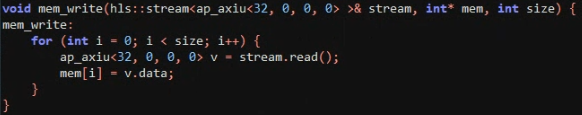 void mem_write(hls::stream<ap_axiu<32, 0, 0, 0> >& stream, int* mem, int size) {
mem_write:
    for (int i = 0; i < size; i++) {
        ap_axiu<32, 0, 0, 0> v = stream.read();
        mem[i] = v.data;
    }
}